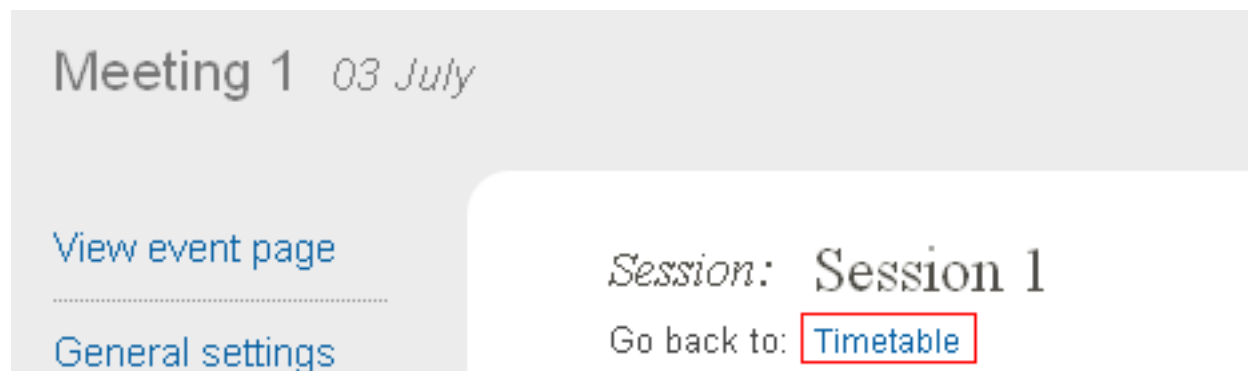 Meeting 1 03 July
View event page
General settings
Session: Session 1
Go back to: Timetable